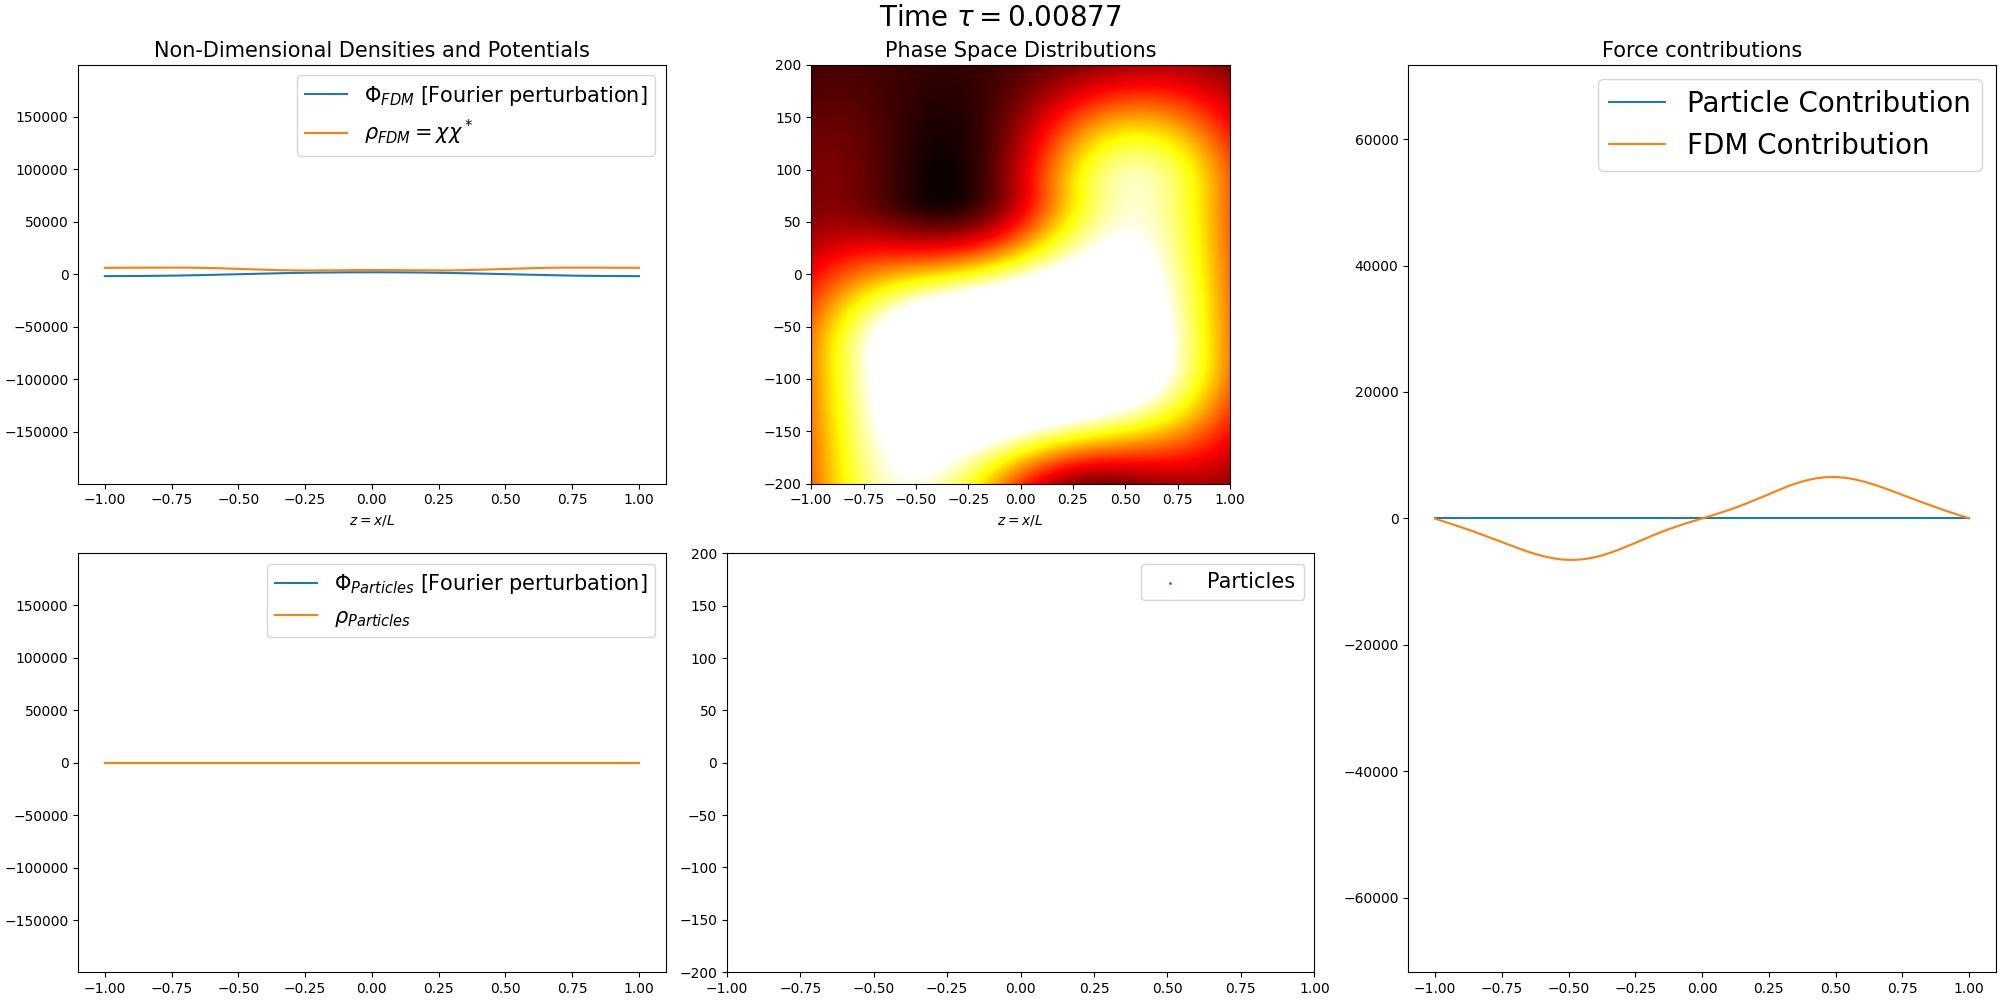 Time τ = 0.00877
Non-Dimensional Densities and Potentials
Φ_FDM [Fourier perturbation]
ρ_FDM = χχ*
150000
100000
50000
0
−50000
−100000
−150000
−1.00 −0.75 −0.50 −0.25 0.00 0.25 0.50 0.75 1.00
z = x/L
Phase Space Distributions
200
150
100
50
0
−50
−100
−150
−200
−1.00 −0.75 −0.50 −0.25 0.00 0.25 0.50 0.75 1.00
z = x/L
Force contributions
Particle Contribution
FDM Contribution
60000
40000
20000
0
−20000
−40000
−60000
−1.00 −0.75 −0.50 −0.25 0.00 0.25 0.50 0.75 1.00
Φ_Particles [Fourier perturbation]
ρ_Particles
150000
100000
50000
0
−50000
−100000
−150000
−1.00 −0.75 −0.50 −0.25 0.00 0.25 0.50 0.75 1.00
Particles
200
150
100
50
0
−50
−100
−150
−200
−1.00 −0.75 −0.50 −0.25 0.00 0.25 0.50 0.75 1.00